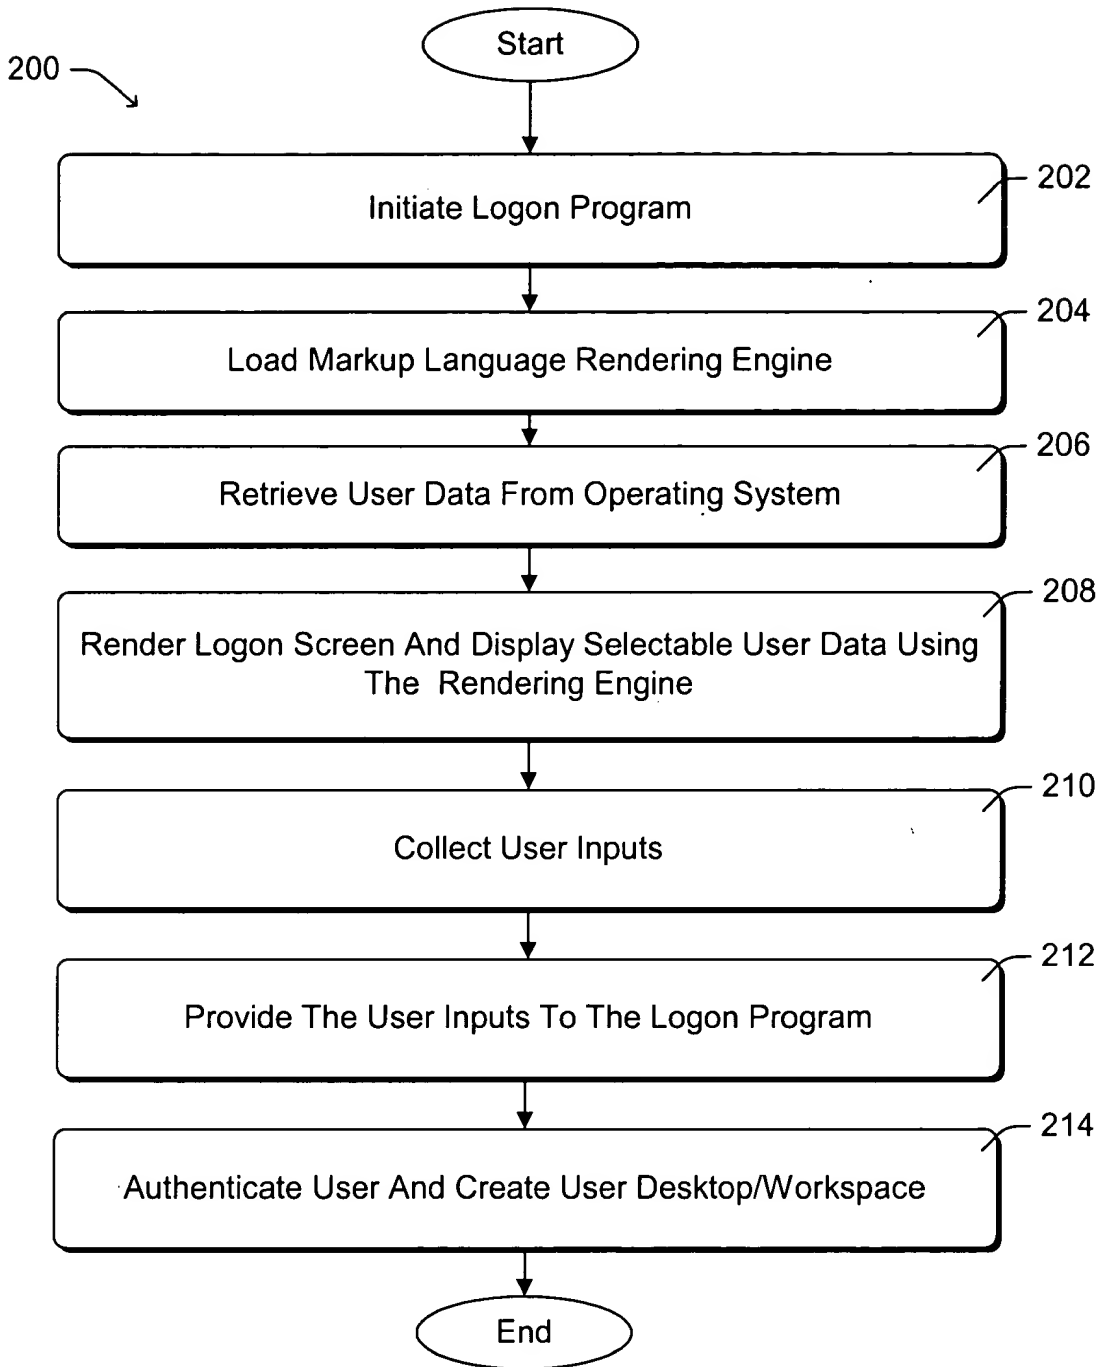 Start
200
202
Initiate Logon Program
204
Load Markup Language Rendering Engine
206
Retrieve User Data From Operating System
208
Render Logon Screen And Display Selectable User Data Using
The Rendering Engine
210
Collect User Inputs
212
Provide The User Inputs To The Logon Program
214
Authenticate User And Create User Desktop/Workspace
End